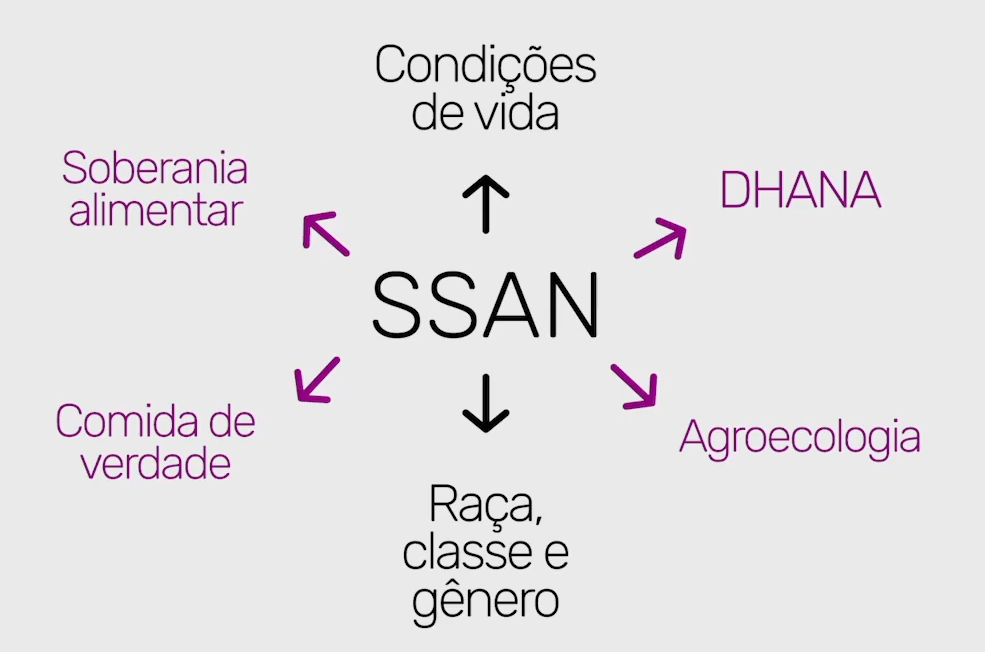 Condições
de vida
Soberania
alimentar
DHANA
SSAN
Comida de
verdade
Agroecologia
Raça,
classe e
gênero